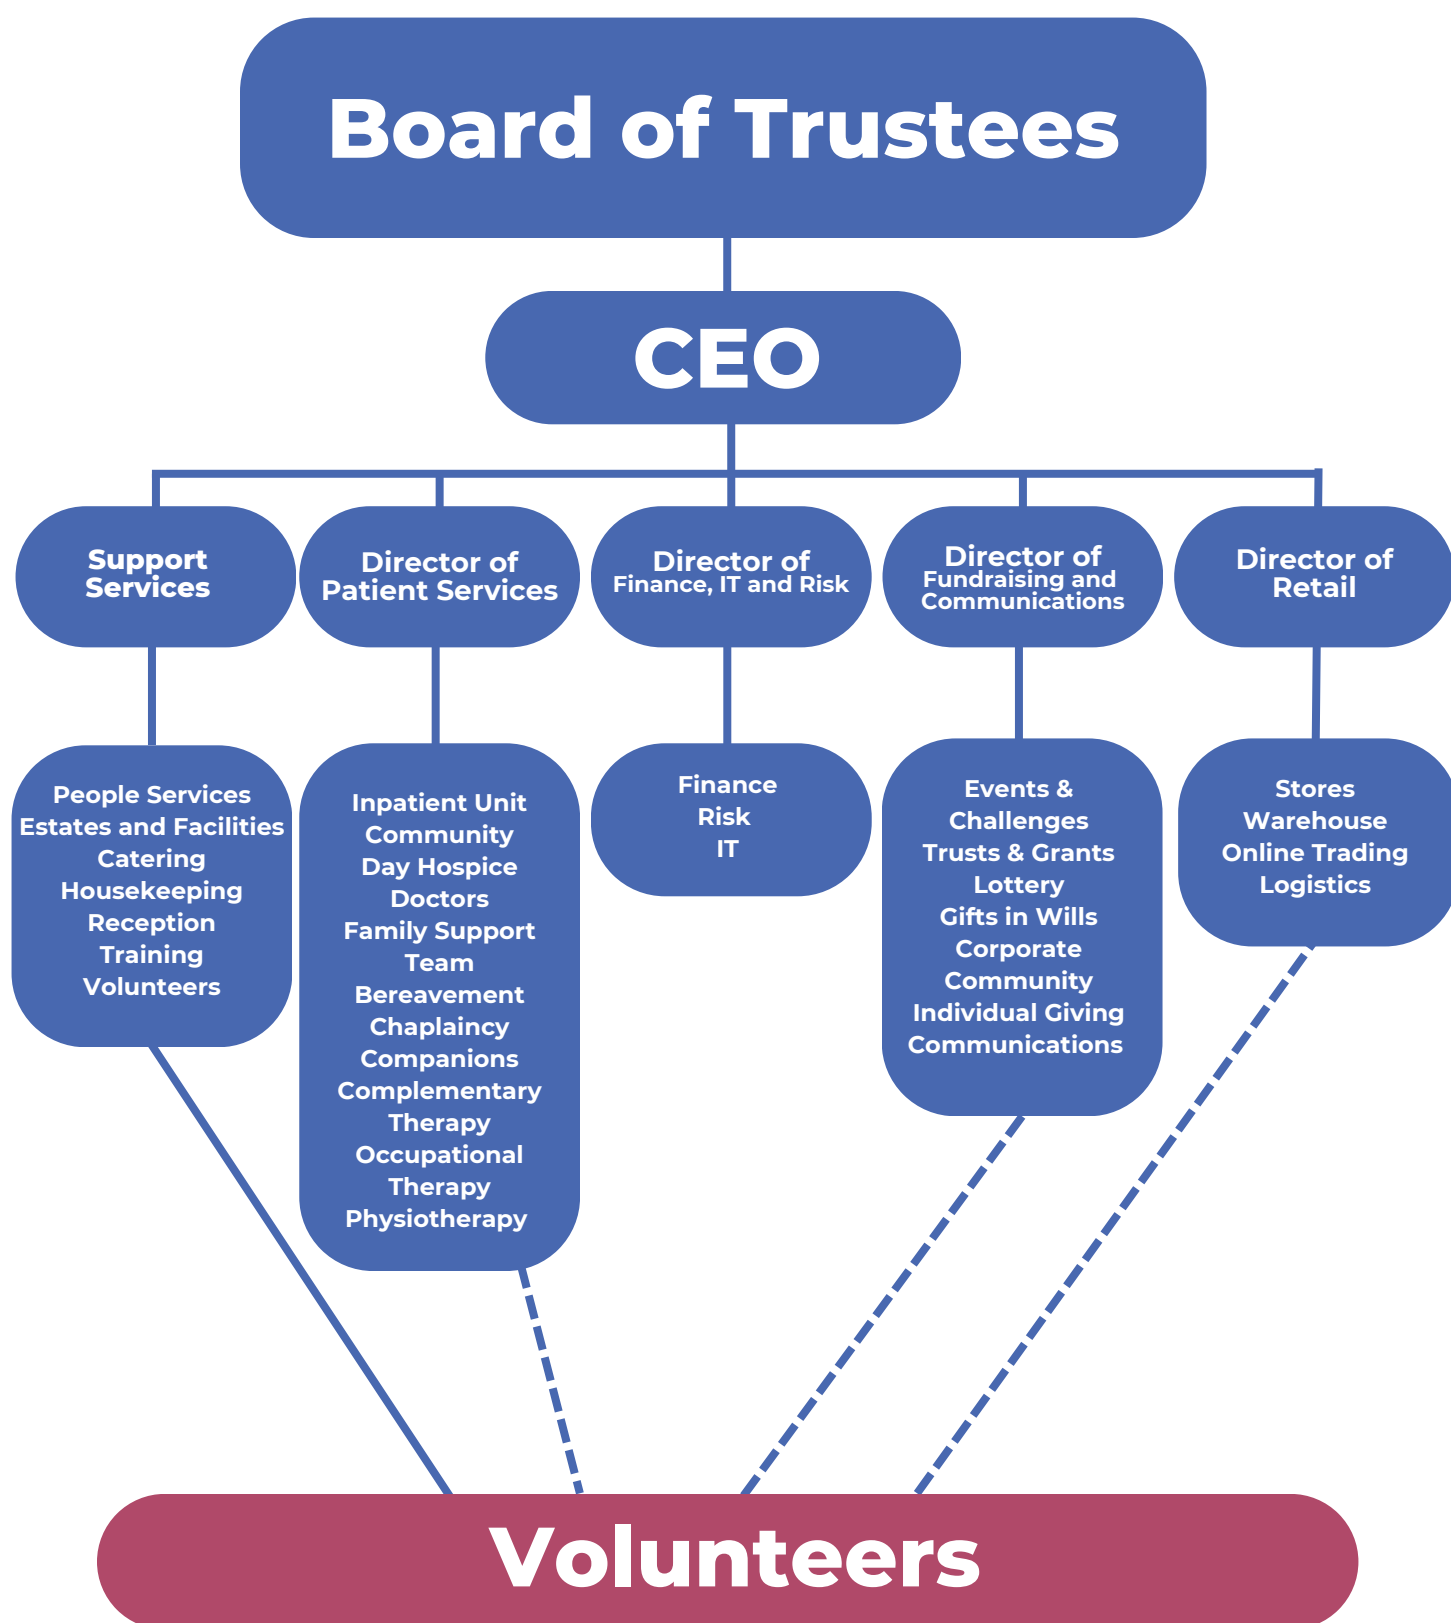 Board of Trustees
CEO
Support
Services
Director of
Patient Services
Director of
Finance, IT and Risk
Director of
Fundraising and
Communications
Director of
Retail
People Services
Estates and Facilities
Catering
Housekeeping
Reception
Training
Volunteers
Inpatient Unit
Community
Day Hospice
Doctors
Family Support
Team
Bereavement
Chaplaincy
Companions
Complementary
Therapy
Occupational
Therapy
Physiotherapy
Finance
Risk
IT
Events &
Challenges
Trusts & Grants
Lottery
Gifts in Wills
Corporate
Community
Individual Giving
Communications
Stores
Warehouse
Online Trading
Logistics
Volunteers